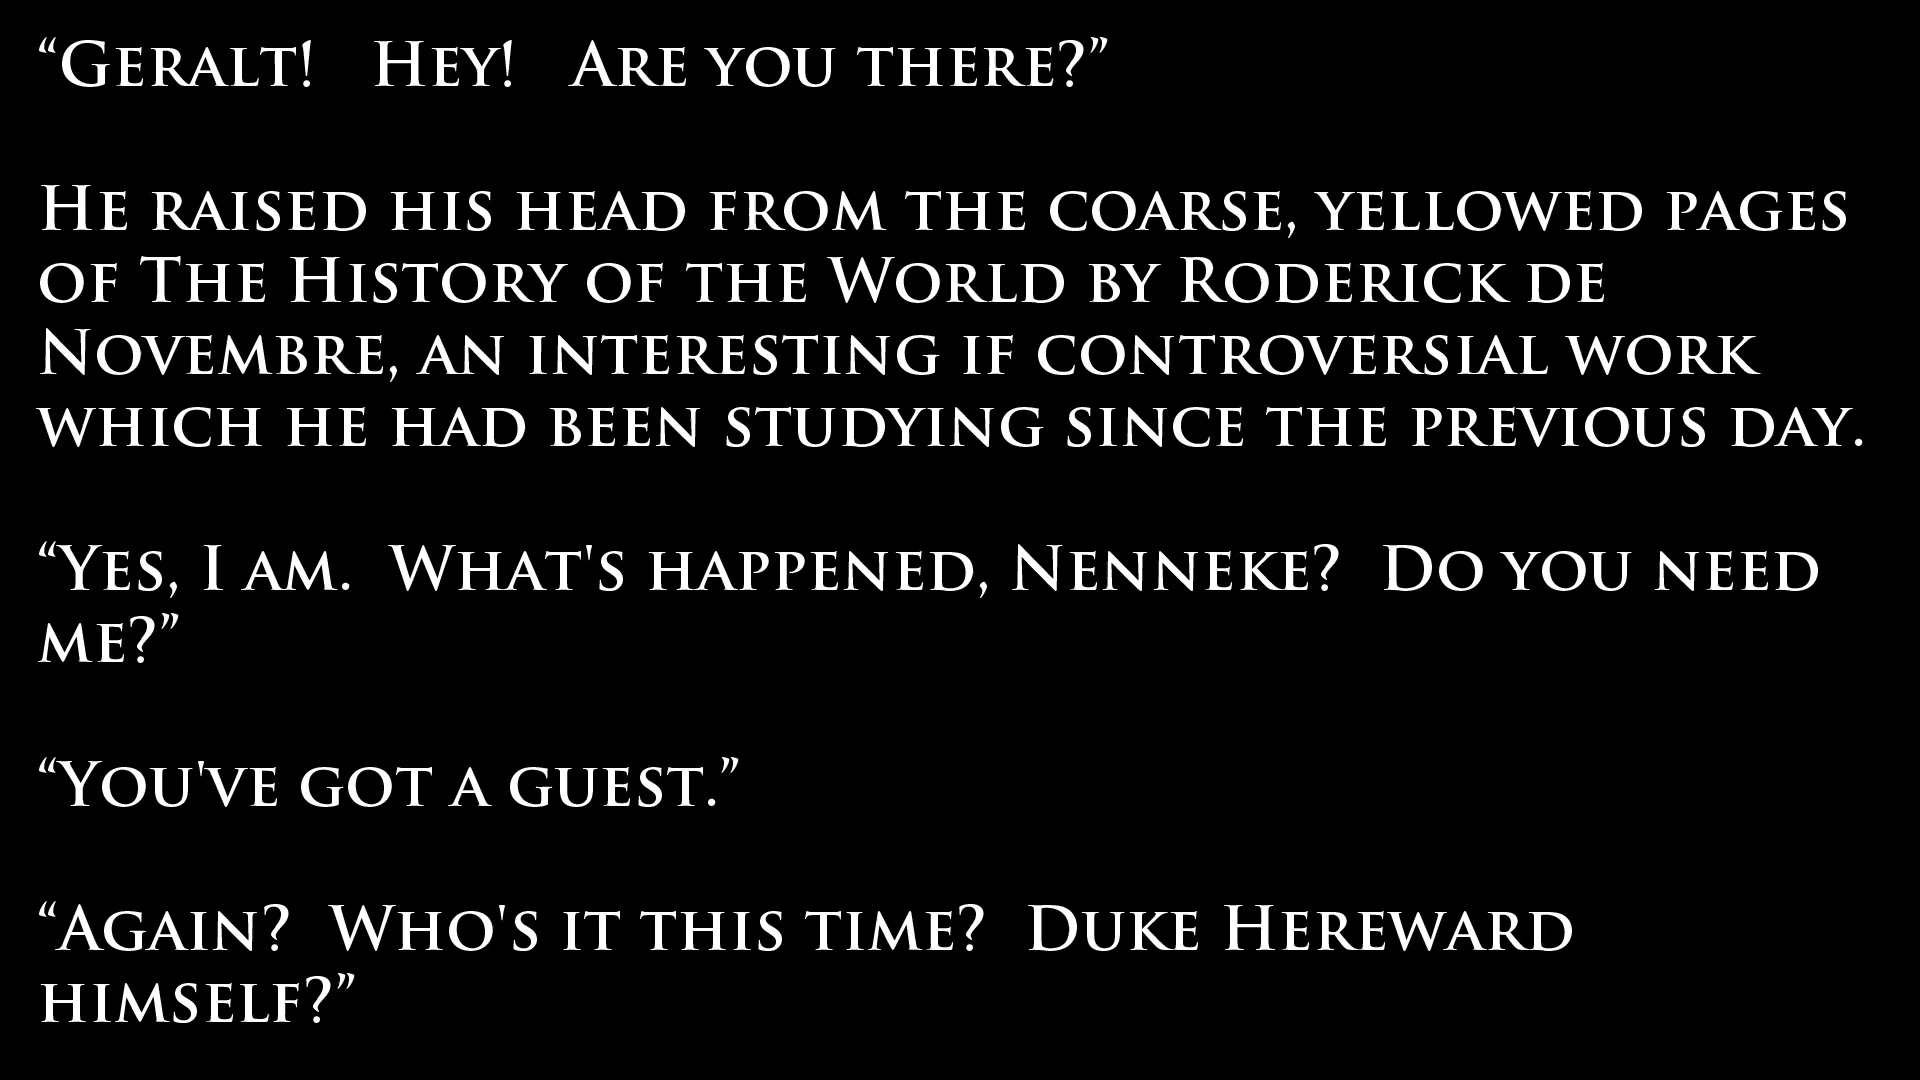 “Geralt!   Hey!   Are you there?”
He raised his head from the coarse, yellowed pages
of The History of the World by Roderick de
Novembre, an interesting if controversial work
which he had been studying since the previous day.
“Yes, I am.  What's happened, Nenneke?  Do you need
me?”
“You've got a guest.”
“Again?  Who's it this time?  Duke Hereward
himself?”